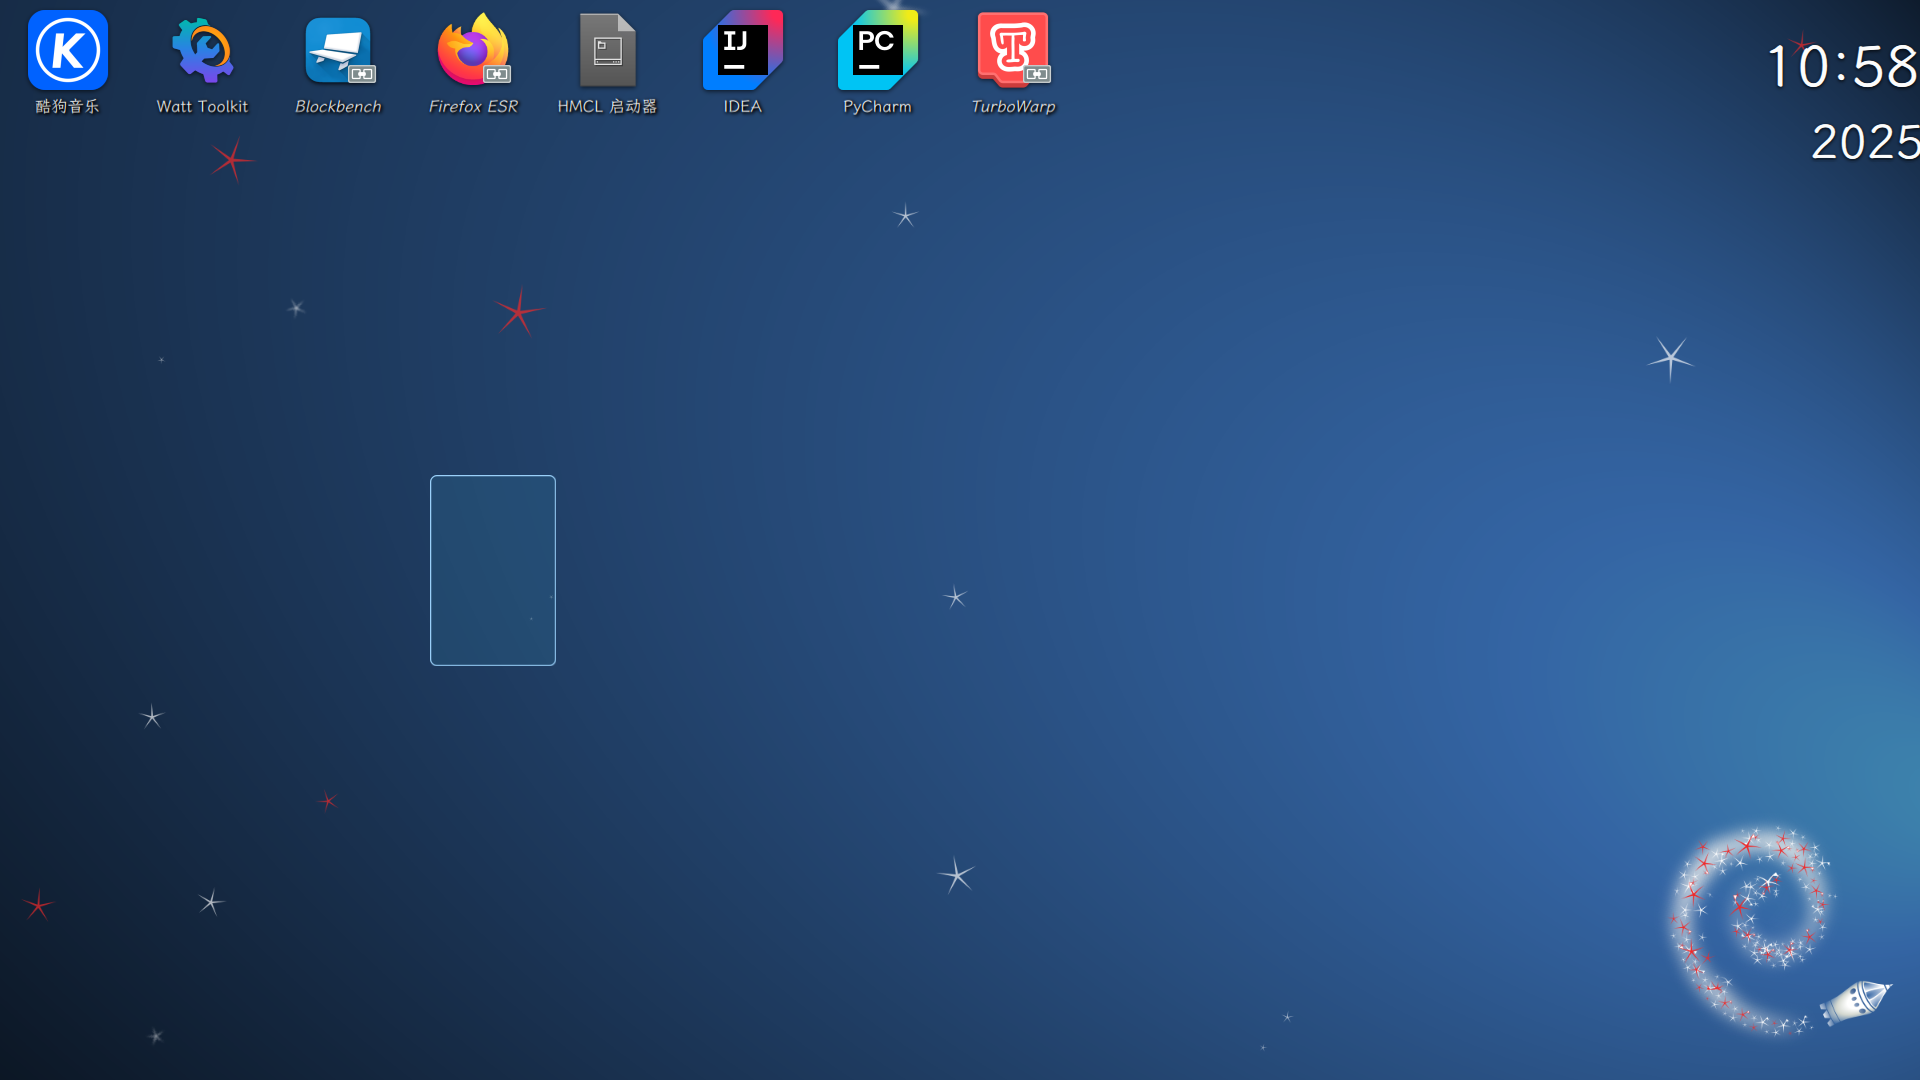 K
IJ
PC
T
酷狗音乐
Watt Toolkit
Blockbench
Firefox ESR
HMCL 启动器
IDEA
PyCharm
TurboWarp
10:58
2025